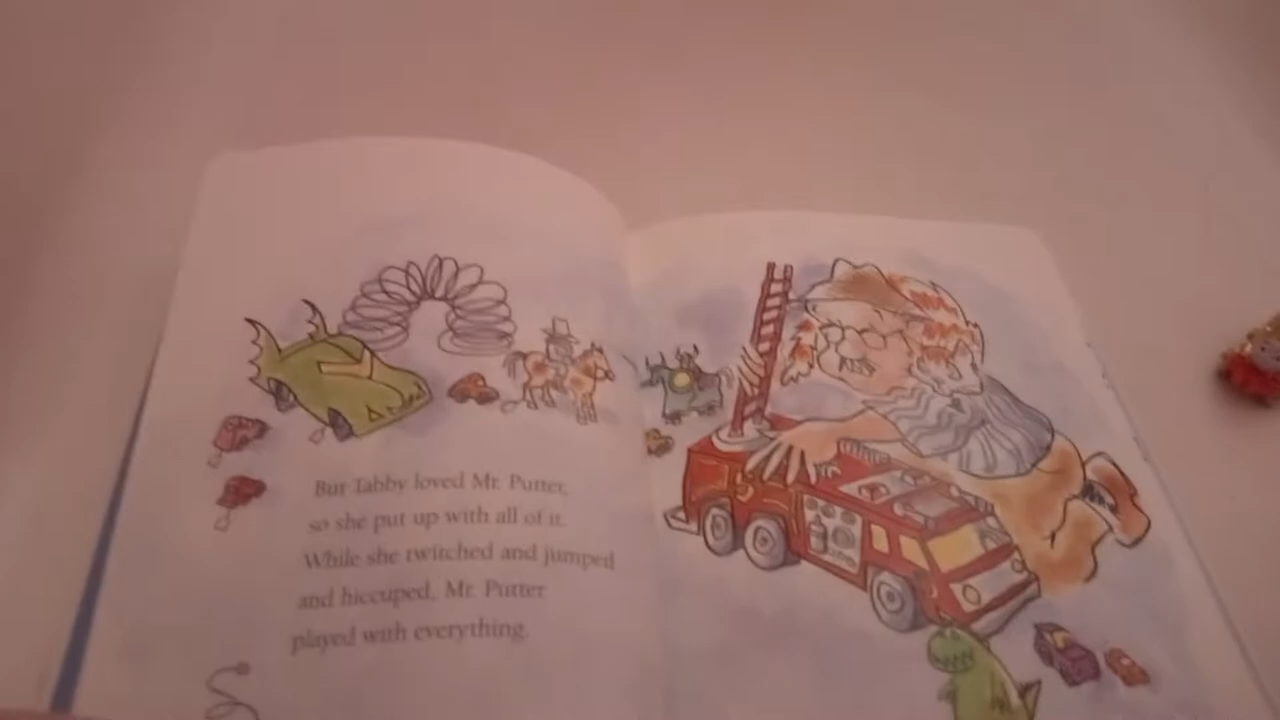 But Tabby loved Mr. Putter,
so she put up with all of it.
While she twitched and jumped
and hiccuped, Mr. Putter
played with everything.